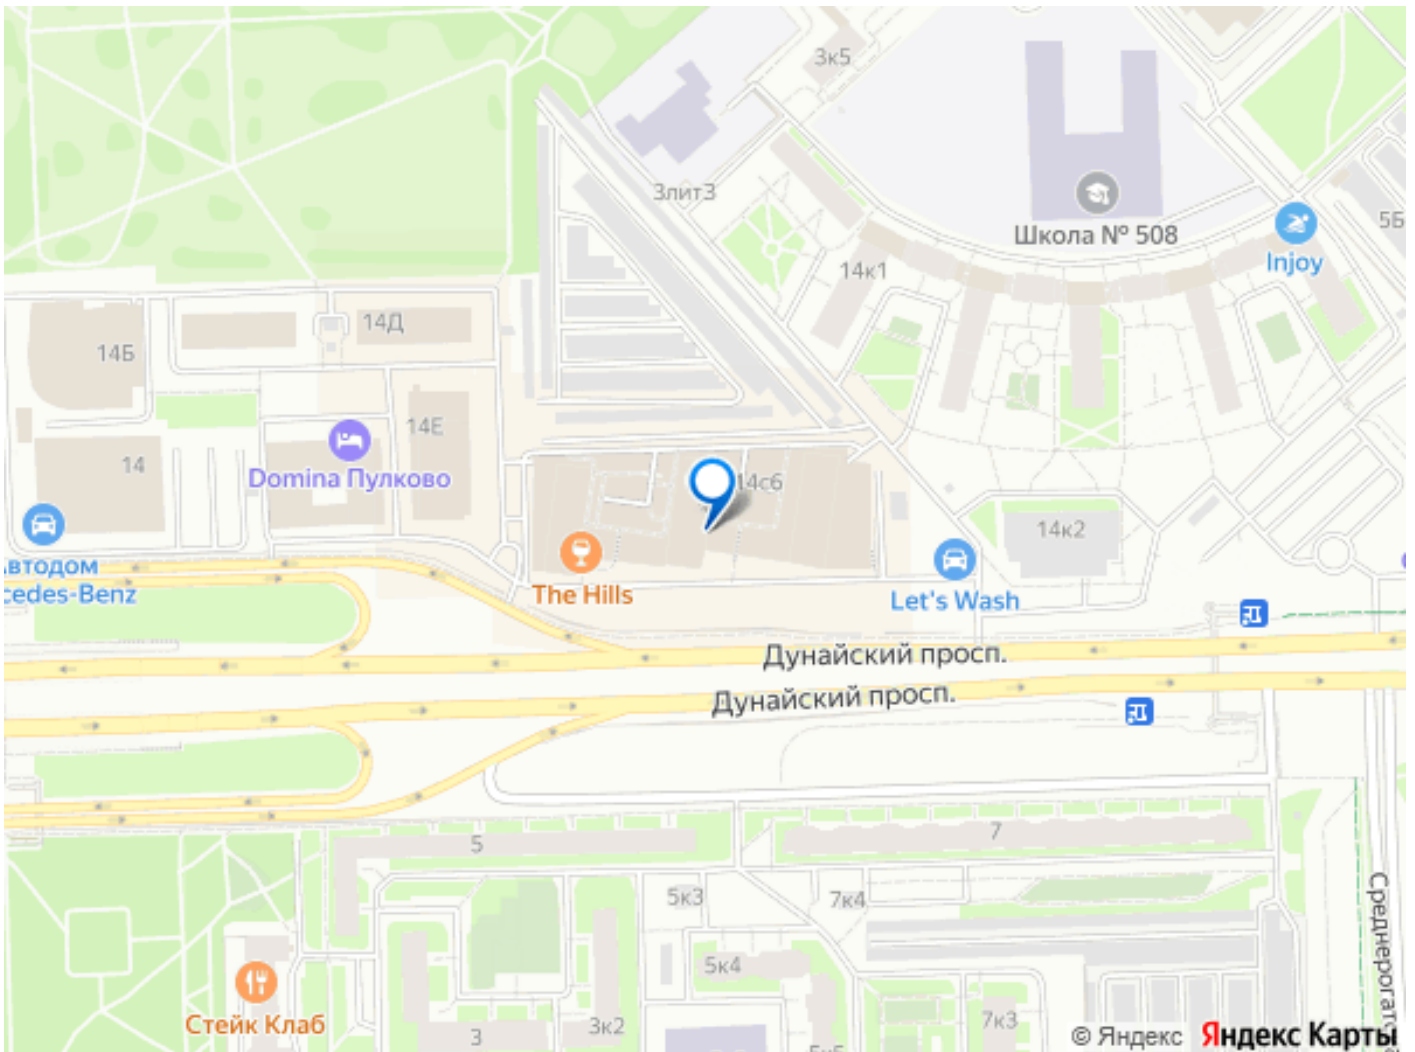 3к5
3лит3
Школа № 508
5Б
Injoy
14к1
14Д
14Б
14Е
14
Domina Пулково
14с6
14к2
The Hills
Let's Wash
втодом
cedes-Benz
Дунайский просп.
Дунайский просп.
5
7
5к3
7к4
5к4
Стейк Клаб
3
3к2
7к3
© Яндекс Яндекс Карты